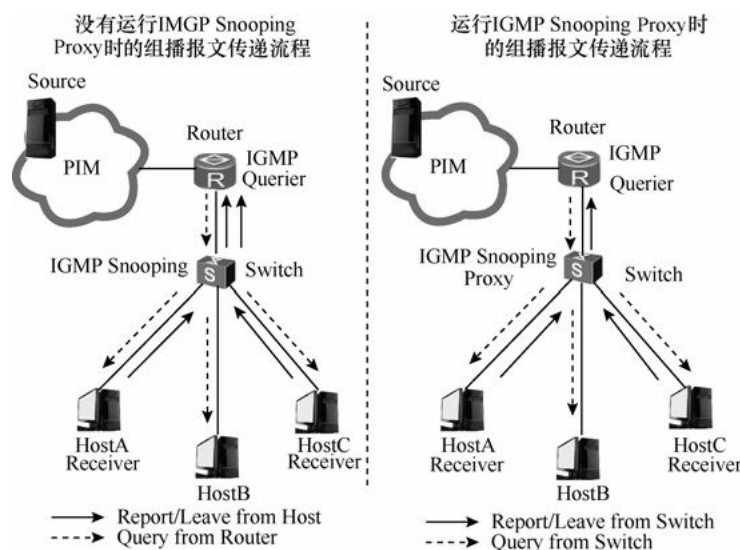 没有运行IMGP Snooping
Proxy时的组播报文传递流程
Source
Router
PIM
IGMP
Querier
R
IGMP Snooping
S
Switch
HostA
Receiver
HostC
Receiver
HostB
Report/Leave from Host
Query from Router
运行IGMP Snooping Proxy时
的组播报文传递流程
Source
Router
PIM
IGMP
Querier
R
IGMP Snooping
Proxy
S
Switch
HostA
Receiver
HostC
Receiver
HostB
Report/Leave from Switch
Query from Switch